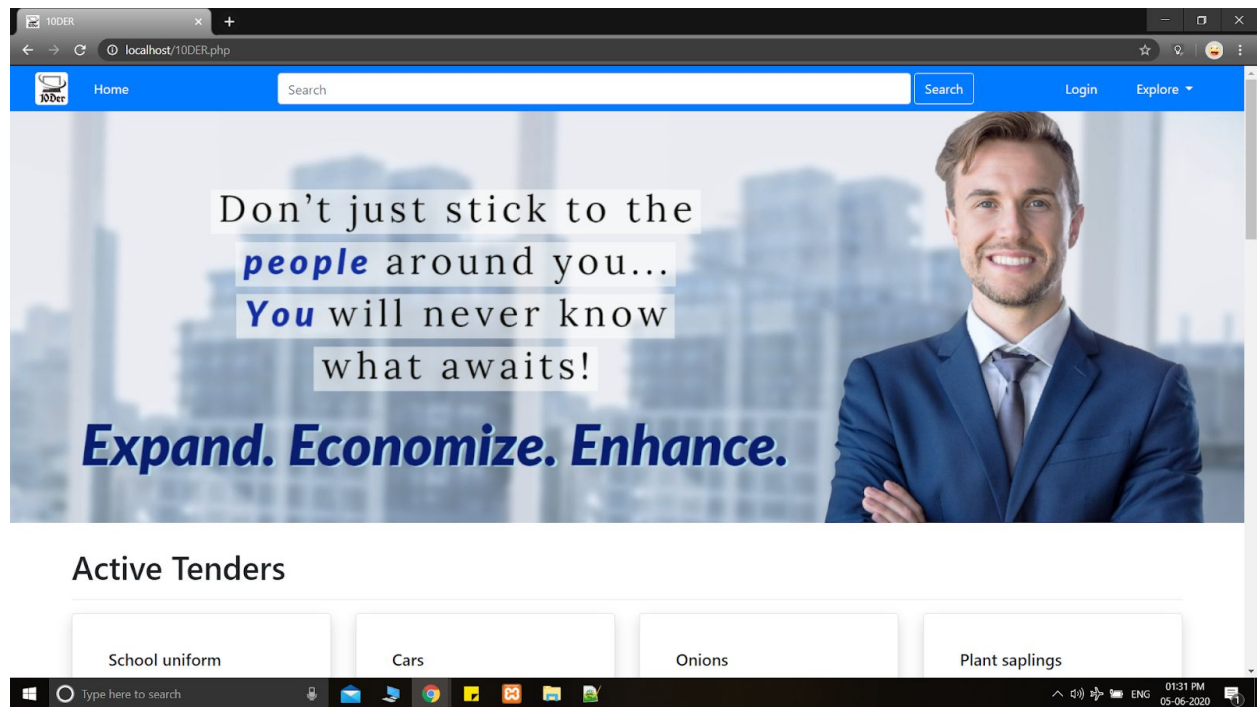 10DER
localhost/10DER.php
10Der
Home
Search
Search
Login
Explore
Don't just stick to the
people around you...
You will never know
what awaits!
Expand. Economize. Enhance.
Active Tenders
School uniform
Cars
Onions
Plant saplings
Type here to search
ENG
01:31 PM
05-06-2020
1